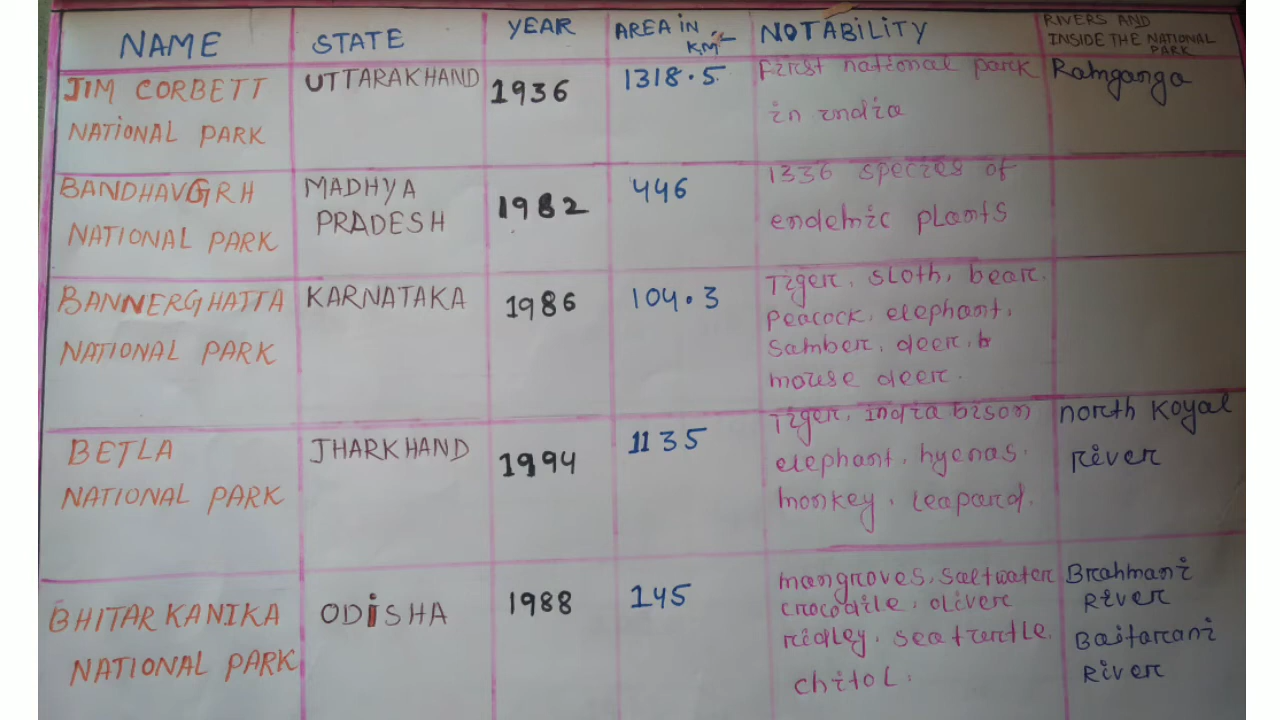 NAME STATE YEAR AREA IN KM² NOTABILITY RIVERS AND INSIDE THE NATIONAL PARK
JIM CORBETT
NATIONAL PARK
UTTARAKHAND
1936
1318.5
First national park
in india
Ramganga
BANDHAVGRH
NATIONAL PARK
MADHYA
PRADESH
1982
446
1336 species of
endemic plants
BANNERGHATTA
NATIONAL PARK
KARNATAKA
1986
104.3
Tiger, sloth, bear.
peacock, elephant,
samber, deer, &
mouse deer.
BETLA
NATIONAL PARK
JHARKHAND
1994
1135
Tiger, India bison
elephant, hyenas.
monkey, leapard.
north Koyal
River
BHITAR KANIKA
NATIONAL PARK
ODiSHA
1988
145
mangroves, saltwater
crocodile, oliver
ridley, sea turtle.
chitol.
Brahmani
River
Baitarani
River